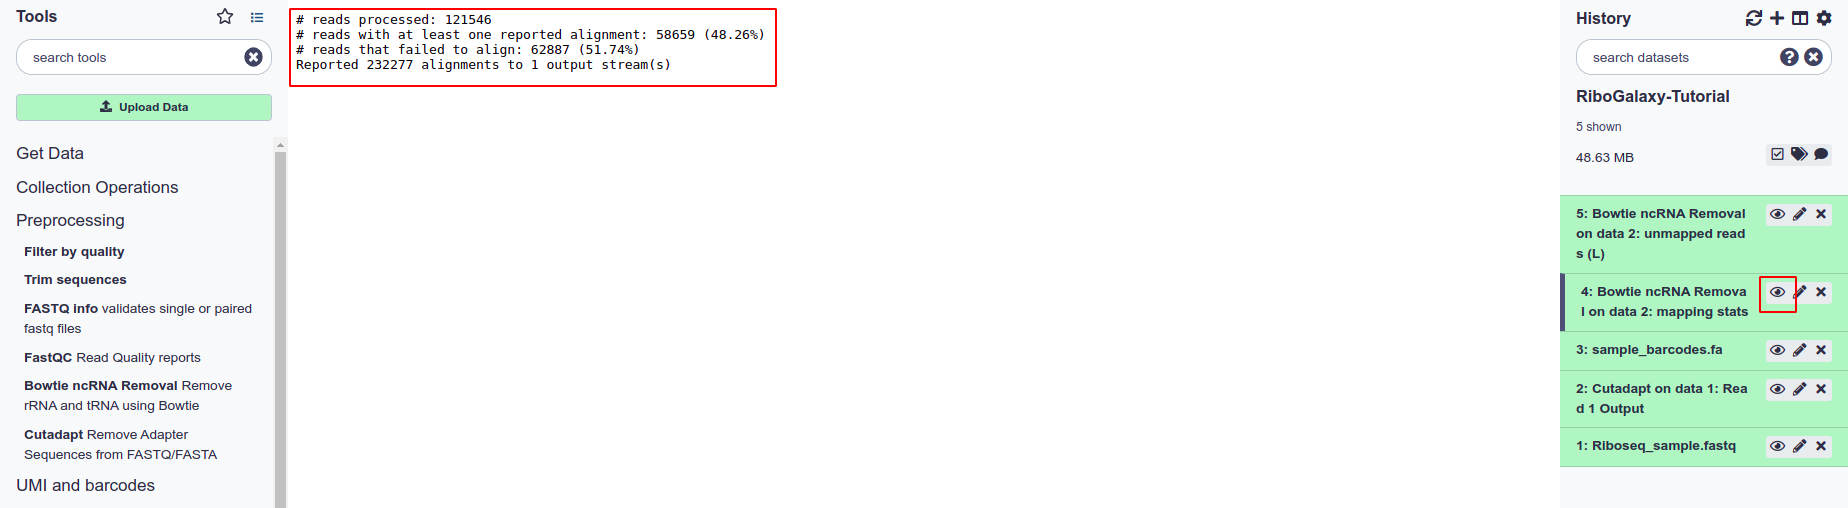 Tools
search tools
Upload Data
Get Data
Collection Operations
Preprocessing
Filter by quality
Trim sequences
FASTQ info validates single or paired
fastq files
FastQC Read Quality reports
Bowtie ncRNA Removal Remove
rRNA and tRNA using Bowtie
Cutadapt Remove Adapter
Sequences from FASTQ/FASTA
UMI and barcodes
# reads processed: 121546
# reads with at least one reported alignment: 58659 (48.26%)
# reads that failed to align: 62887 (51.74%)
Reported 232277 alignments to 1 output stream(s)
History
search datasets
RiboGalaxy-Tutorial
5 shown
48.63 MB
5: Bowtie ncRNA Removal
on data 2: unmapped read
s (L)
4: Bowtie ncRNA Remova
l on data 2: mapping stats
3: sample_barcodes.fa
2: Cutadapt on data 1: Rea
d 1 Output
1: Riboseq_sample.fastq